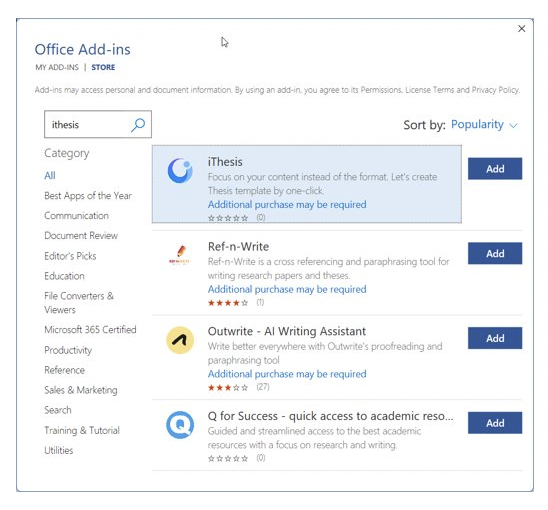 Office Add-ins
MY ADD-INS | STORE
Add-ins may access personal and document information. By using an add-in, you agree to its Permissions, License Terms and Privacy Policy.
ithesis
Sort by: Popularity
Category
All
Best Apps of the Year
Communication
Document Review
Editor's Picks
Education
File Converters &
Viewers
Microsoft 365 Certified
Productivity
Reference
Sales & Marketing
Search
Training & Tutorial
Utilities
iThesis
Focus on your content instead of the format. Let's create
Thesis template by one-click.
Additional purchase may be required
(0)
Add
Ref-n-Write
Ref-n-Write is a cross referencing and paraphrasing tool for
writing research papers and theses.
Additional purchase may be required
(1)
Add
Outwrite - AI Writing Assistant
Write better everywhere with Outwrite's proofreading and
paraphrasing tool
Additional purchase may be required
(27)
Add
Q for Success - quick access to academic reso...
Guided and streamlined access to the best academic
resources with a focus on research and writing.
(0)
Add